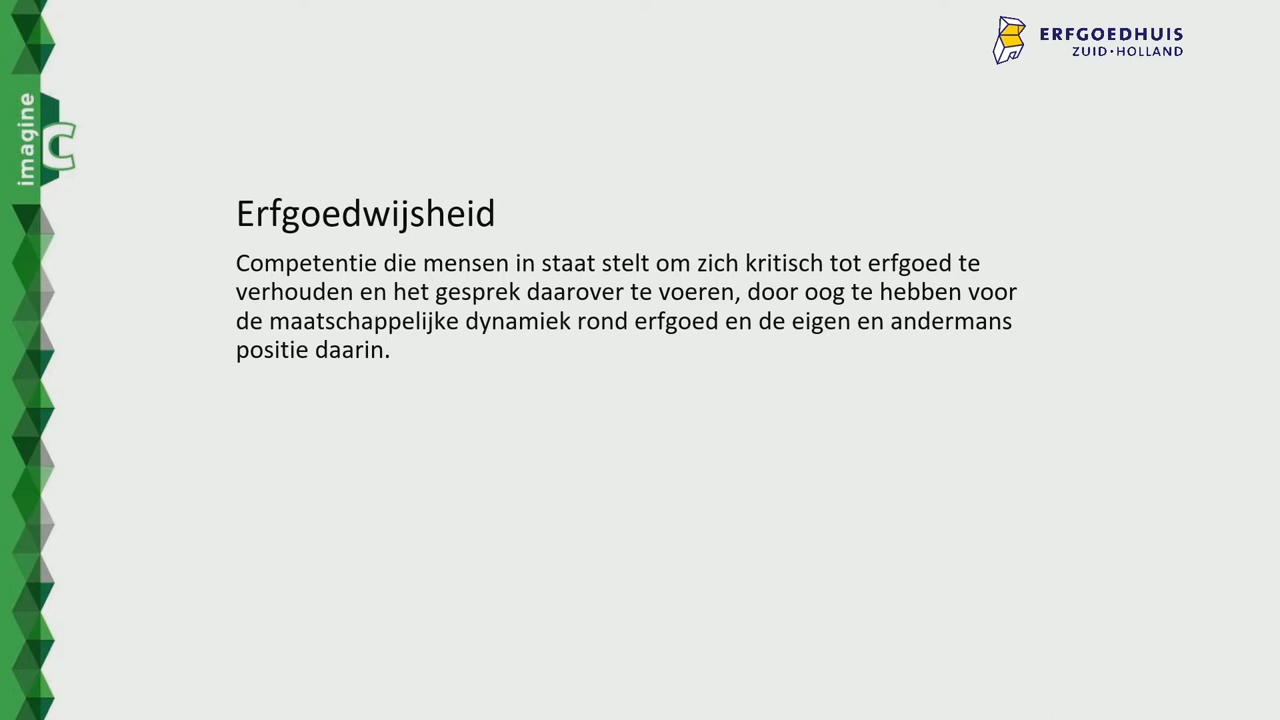 ERFGOEDHUIS
ZUID·HOLLAND
imagine
C
Erfgoedwijsheid
Competentie die mensen in staat stelt om zich kritisch tot erfgoed te
verhouden en het gesprek daarover te voeren, door oog te hebben voor
de maatschappelijke dynamiek rond erfgoed en de eigen en andermans
positie daarin.